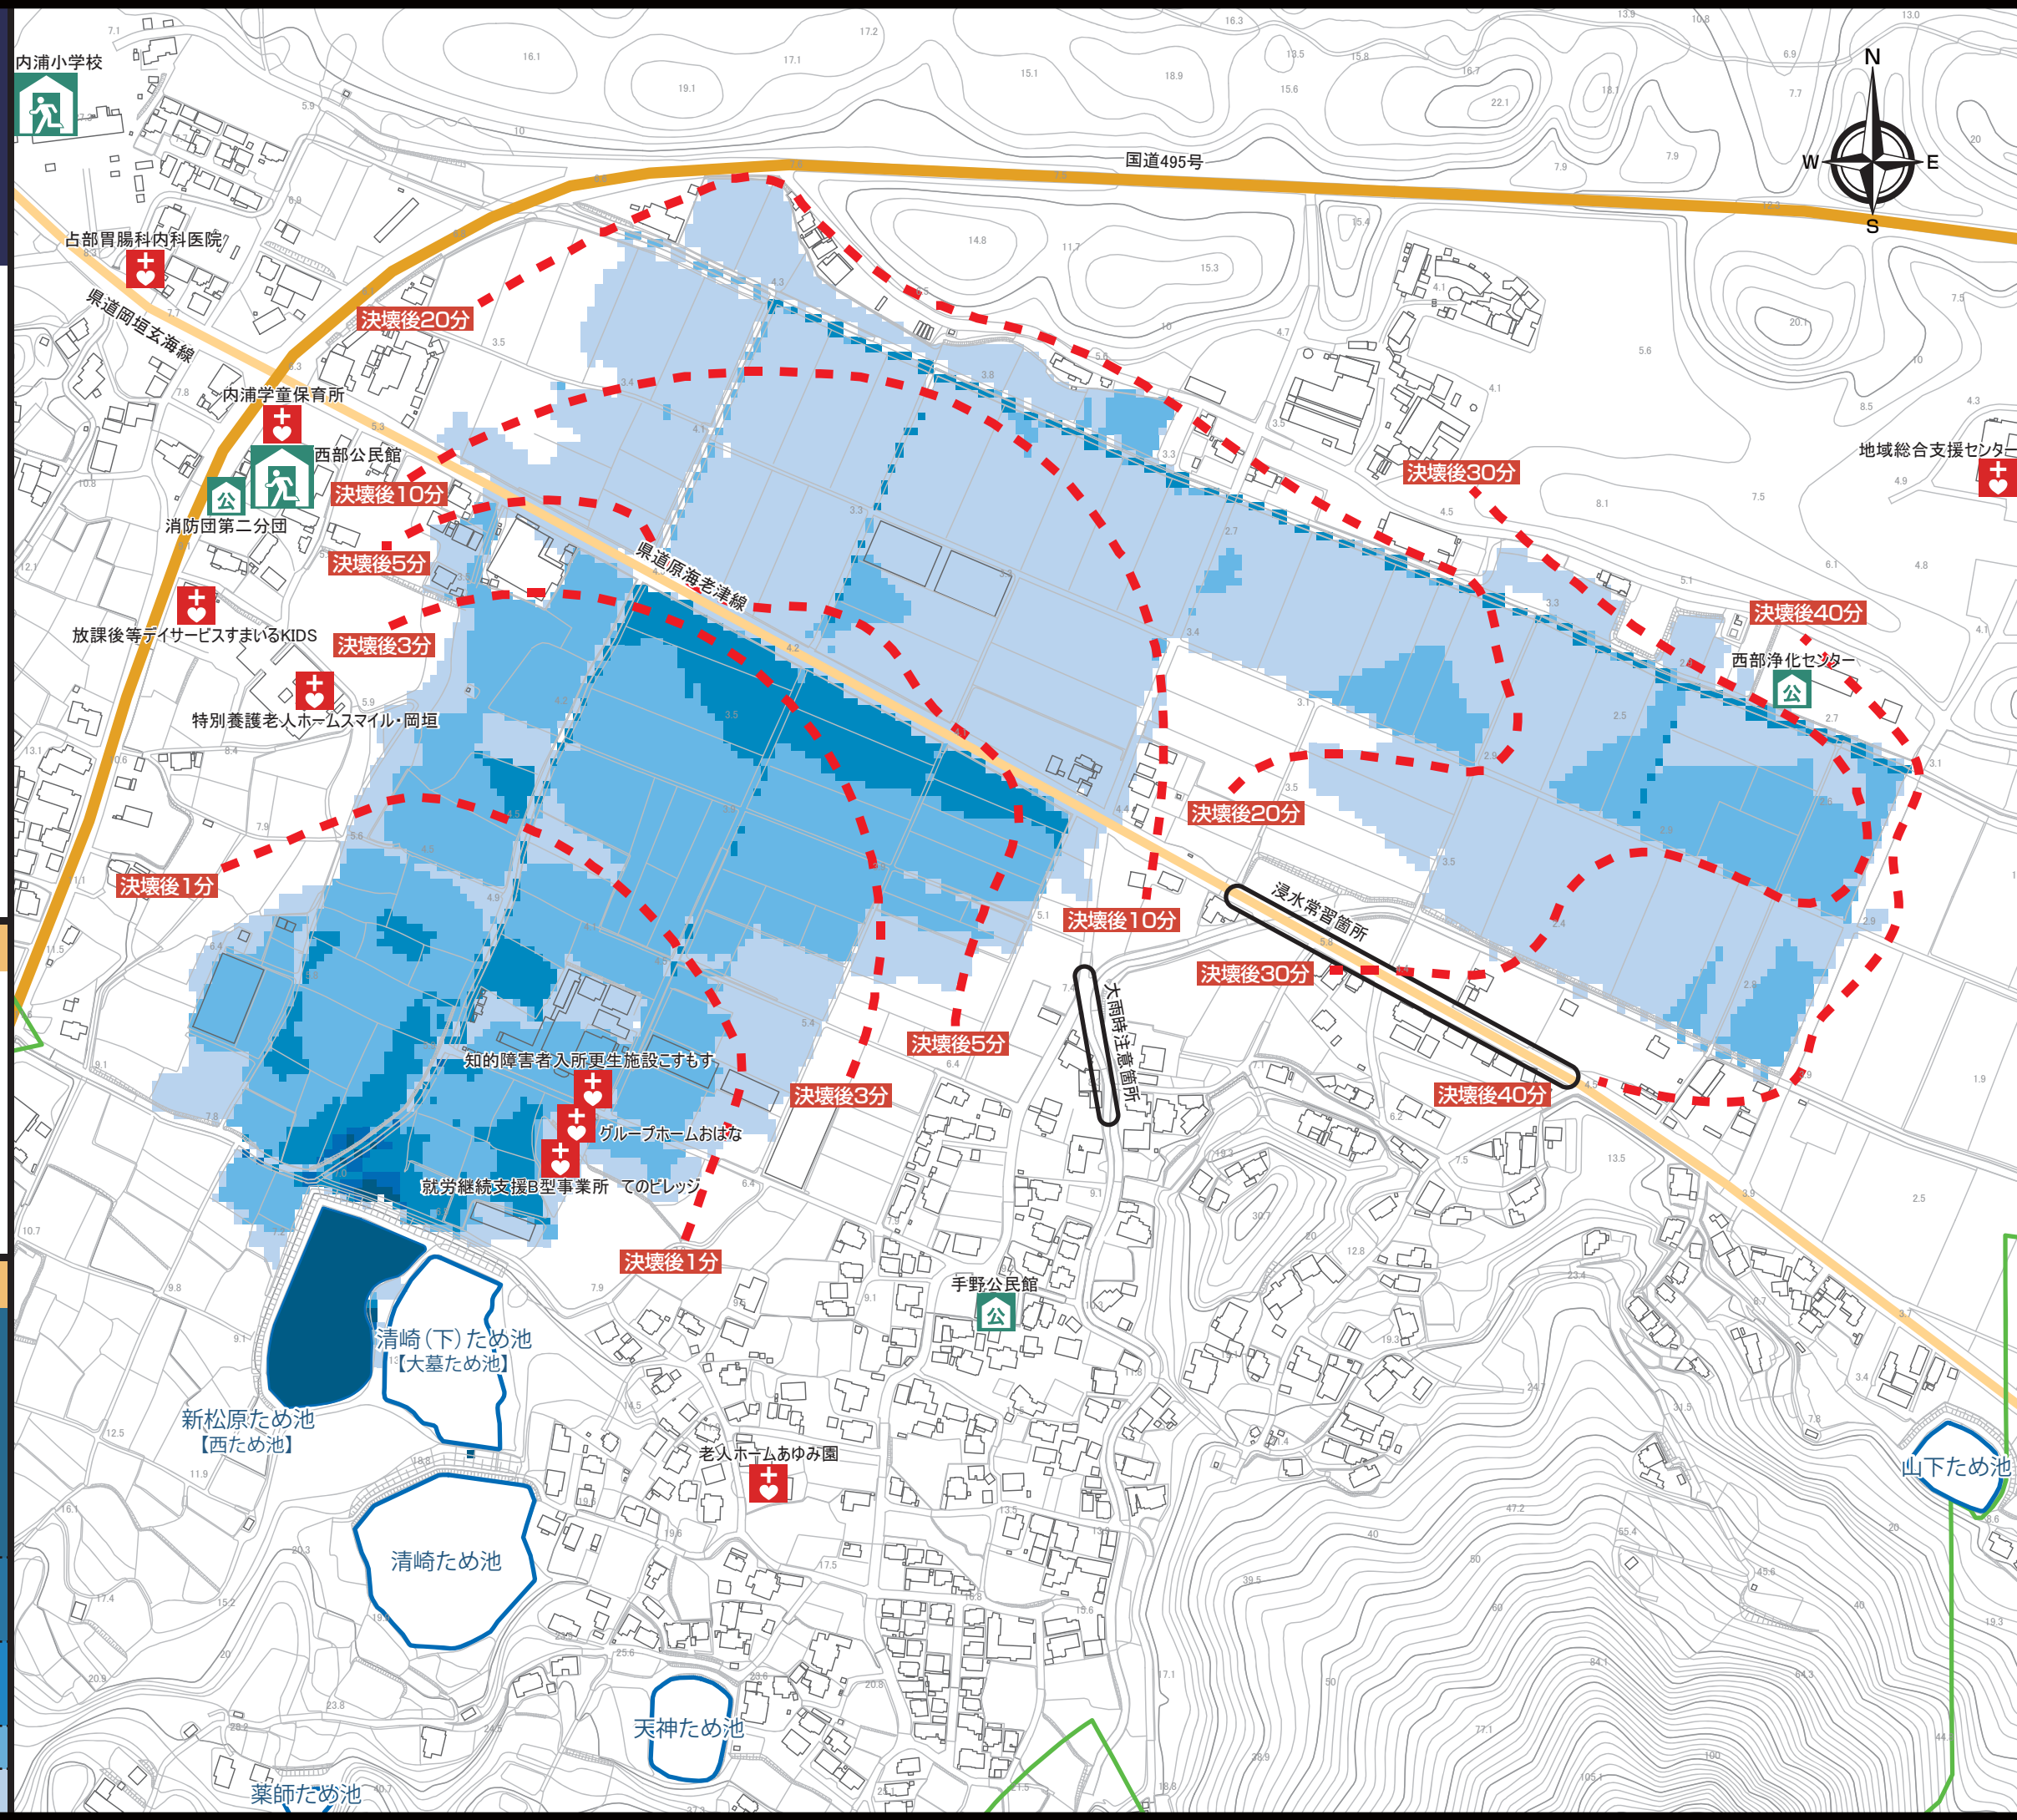 内浦小学校
国道495号
N
W
E
S
占部胃腸科内科医院
県道岡垣玄海線
決壊後20分
内浦学童保育所
西部公民館
地域総合支援センター
決壊後30分
決壊後10分
公
消防団第二分団
決壊後5分
県道原海老津線
決壊後40分
放課後等デイサービスすまいるKIDS
決壊後3分
西部浄化センター
公
特別養護老人ホームスマイル・岡垣
決壊後20分
決壊後1分
決壊後10分
浸水常習箇所
決壊後30分
大雨時注意箇所
決壊後5分
知的障害者入所更生施設こすもす
決壊後3分
決壊後40分
グループホームおはな
就労継続支援B型事業所 てのビレッジ
決壊後1分
手野公民館
公
清崎(下)ため池
【大墓ため池】
新松原ため池
【西ため池】
老人ホームあゆみ園
山下ため池
清崎ため池
天神ため池
薬師ため池